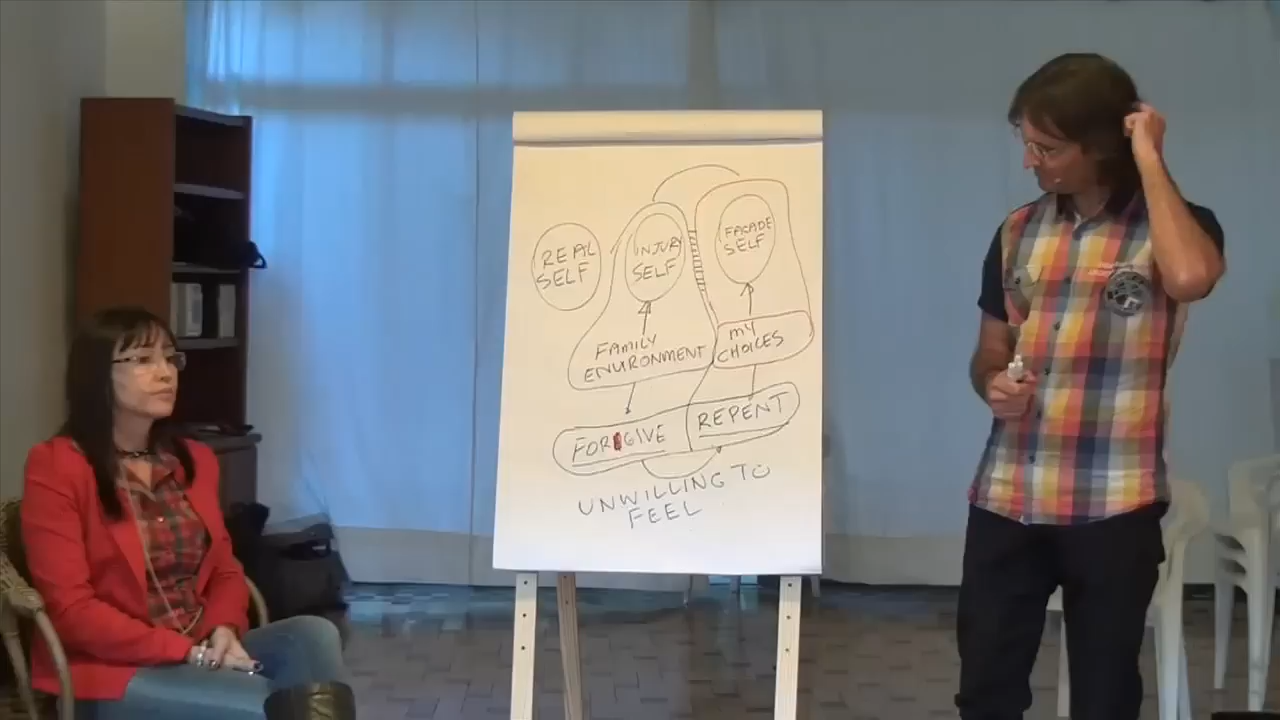 REAL
SELF
INJURY
SELF
FACADE
SELF
FAMILY
ENVIRONMENT
MY
CHOICES
FORGIVE
REPENT
UNWILLING TO
FEEL